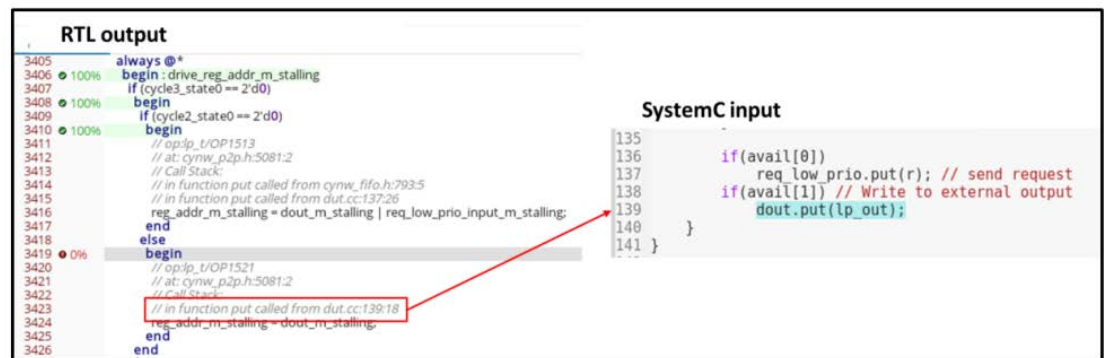 RTL output
3405 always @*
3406 100% begin : drive_reg_addr_m_stalling
3407 if (cycle3_state0 == 2'd0)
3408 100% begin
3409 if (cycle2_state0 == 2'd0)
3410 100% begin
3411 // op:lp_t/OP1513
3412 // at: cynw_p2p.h:5081:2
3413 // Call Stack:
3414 // in function put called from cynw_fifo.h:793:5
3415 // in function put called from dut.cc:137:26
3416 reg_addr_m_stalling = dout_m_stalling | req_low_prio_input_m_stalling;
3417 end
3418 else
3419 0% begin
3420 // op:lp_t/OP1521
3421 // at: cynw_p2p.h:5081:2
3422 // Call Stack:
3423 // in function put called from dut.cc:139:18
3424 reg_addr_m_stalling = dout_m_stalling;
3425 end
3426 end
SystemC input
135
136 if(avail[0])
137 req_low_prio.put(r); // send request
138 if(avail[1]) // Write to external output
139 dout.put(lp_out);
140 }
141 }